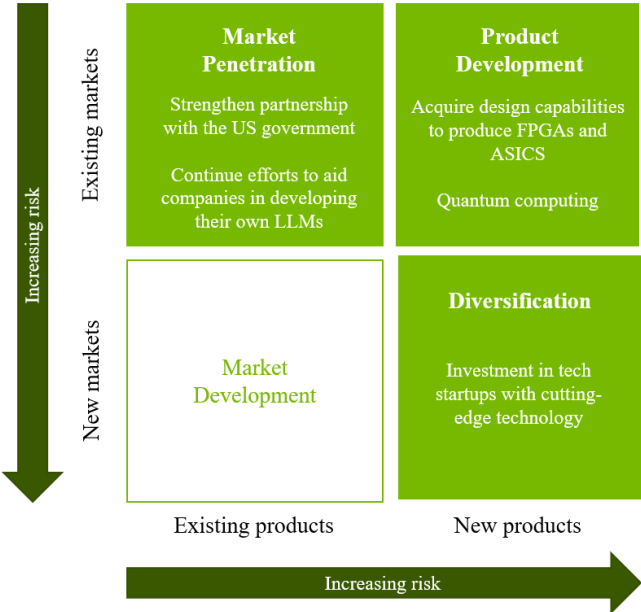 Increasing risk
Existing markets
Market
Penetration
Strengthen partnership
with the US government
Continue efforts to aid
companies in developing
their own LLMs
Product
Development
Acquire design capabilities
to produce FPGAs and
ASICS
Quantum computing
New markets
Market
Development
Diversification
Investment in tech
startups with cutting-
edge technology
Existing products
New products
Increasing risk